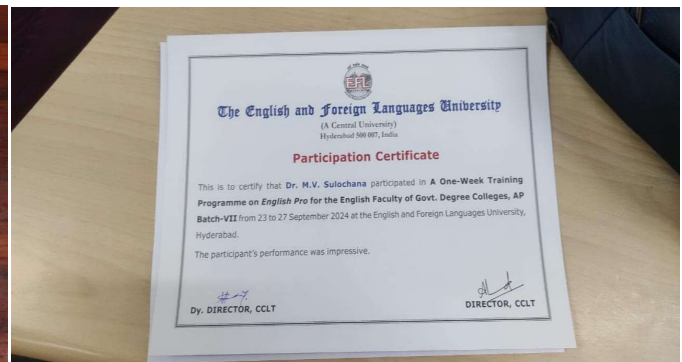 EFL
The English and Foreign Languages University
(A Central University)
Hyderabad 500 007, India
Participation Certificate
This is to certify that Dr. M.V. Sulochana participated in A One-Week Training
Programme on English Pro for the English Faculty of Govt. Degree Colleges, AP
Batch-VII from 23 to 27 September 2024 at the English and Foreign Languages University,
Hyderabad.
The participant's performance was impressive.
Dy. DIRECTOR, CCLT
DIRECTOR, CCLT